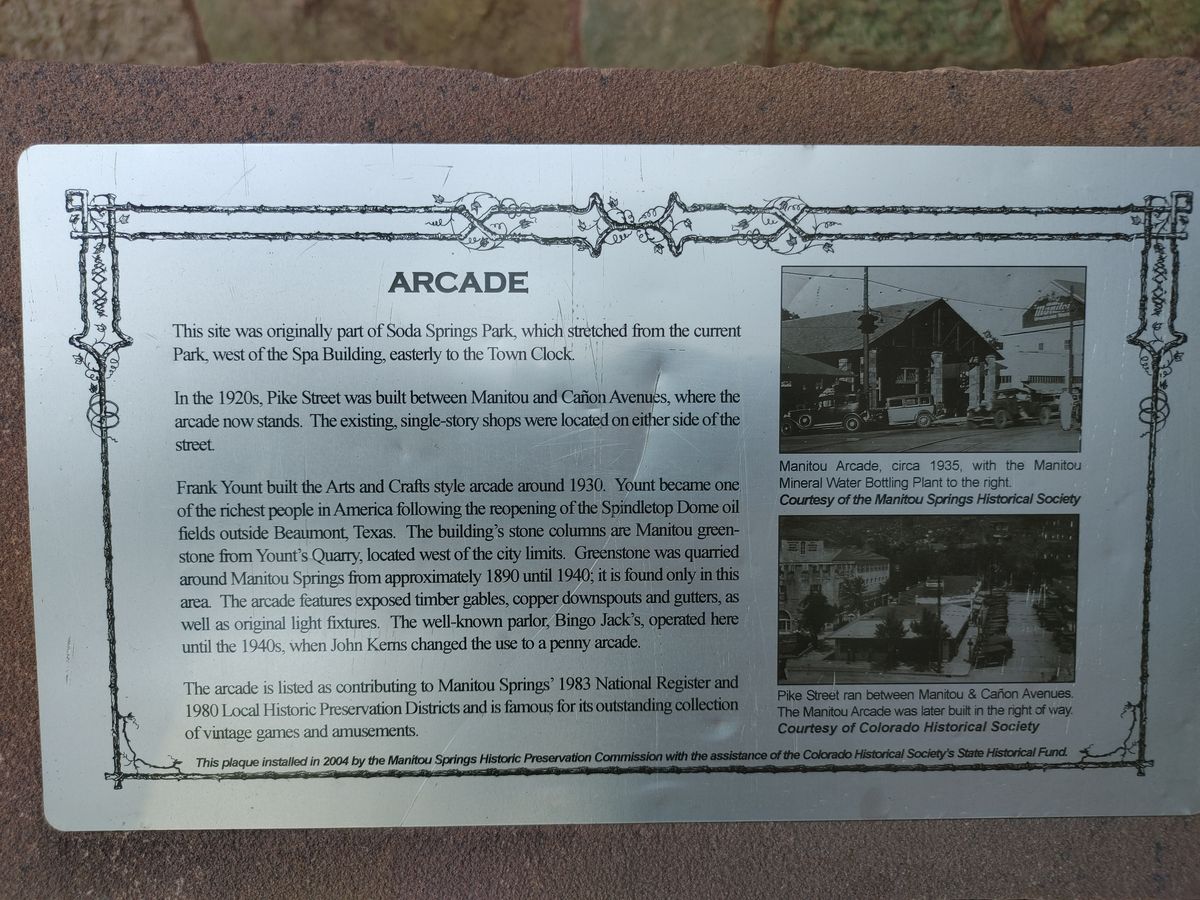 ARCADE
This site was originally part of Soda Springs Park, which stretched from the current
Park, west of the Spa Building, easterly to the Town Clock.
In the 1920s, Pike Street was built between Manitou and Cañon Avenues, where the
arcade now stands. The existing, single-story shops were located on either side of the
street.
Frank Yount built the Arts and Crafts style arcade around 1930. Yount became one
of the richest people in America following the reopening of the Spindletop Dome oil
fields outside Beaumont, Texas. The building's stone columns are Manitou green-
stone from Yount's Quarry, located west of the city limits. Greenstone was quarried
around Manitou Springs from approximately 1890 until 1940; it is found only in this
area. The arcade features exposed timber gables, copper downspouts and gutters, as
well as original light fixtures. The well-known parlor, Bingo Jack's, operated here
until the 1940s, when John Kerns changed the use to a penny arcade.
The arcade is listed as contributing to Manitou Springs' 1983 National Register and
1980 Local Historic Preservation Districts and is famous for its outstanding collection
of vintage games and amusements.
Manitou
Manitou Arcade, circa 1935, with the Manitou
Mineral Water Bottling Plant to the right.
Courtesy of the Manitou Springs Historical Society
Pike Street ran between Manitou & Cañon Avenues.
The Manitou Arcade was later built in the right of way.
Courtesy of Colorado Historical Society
This plaque installed in 2004 by the Manitou Springs Historic Preservation Commission with the assistance of the Colorado Historical Society's State Historical Fund.